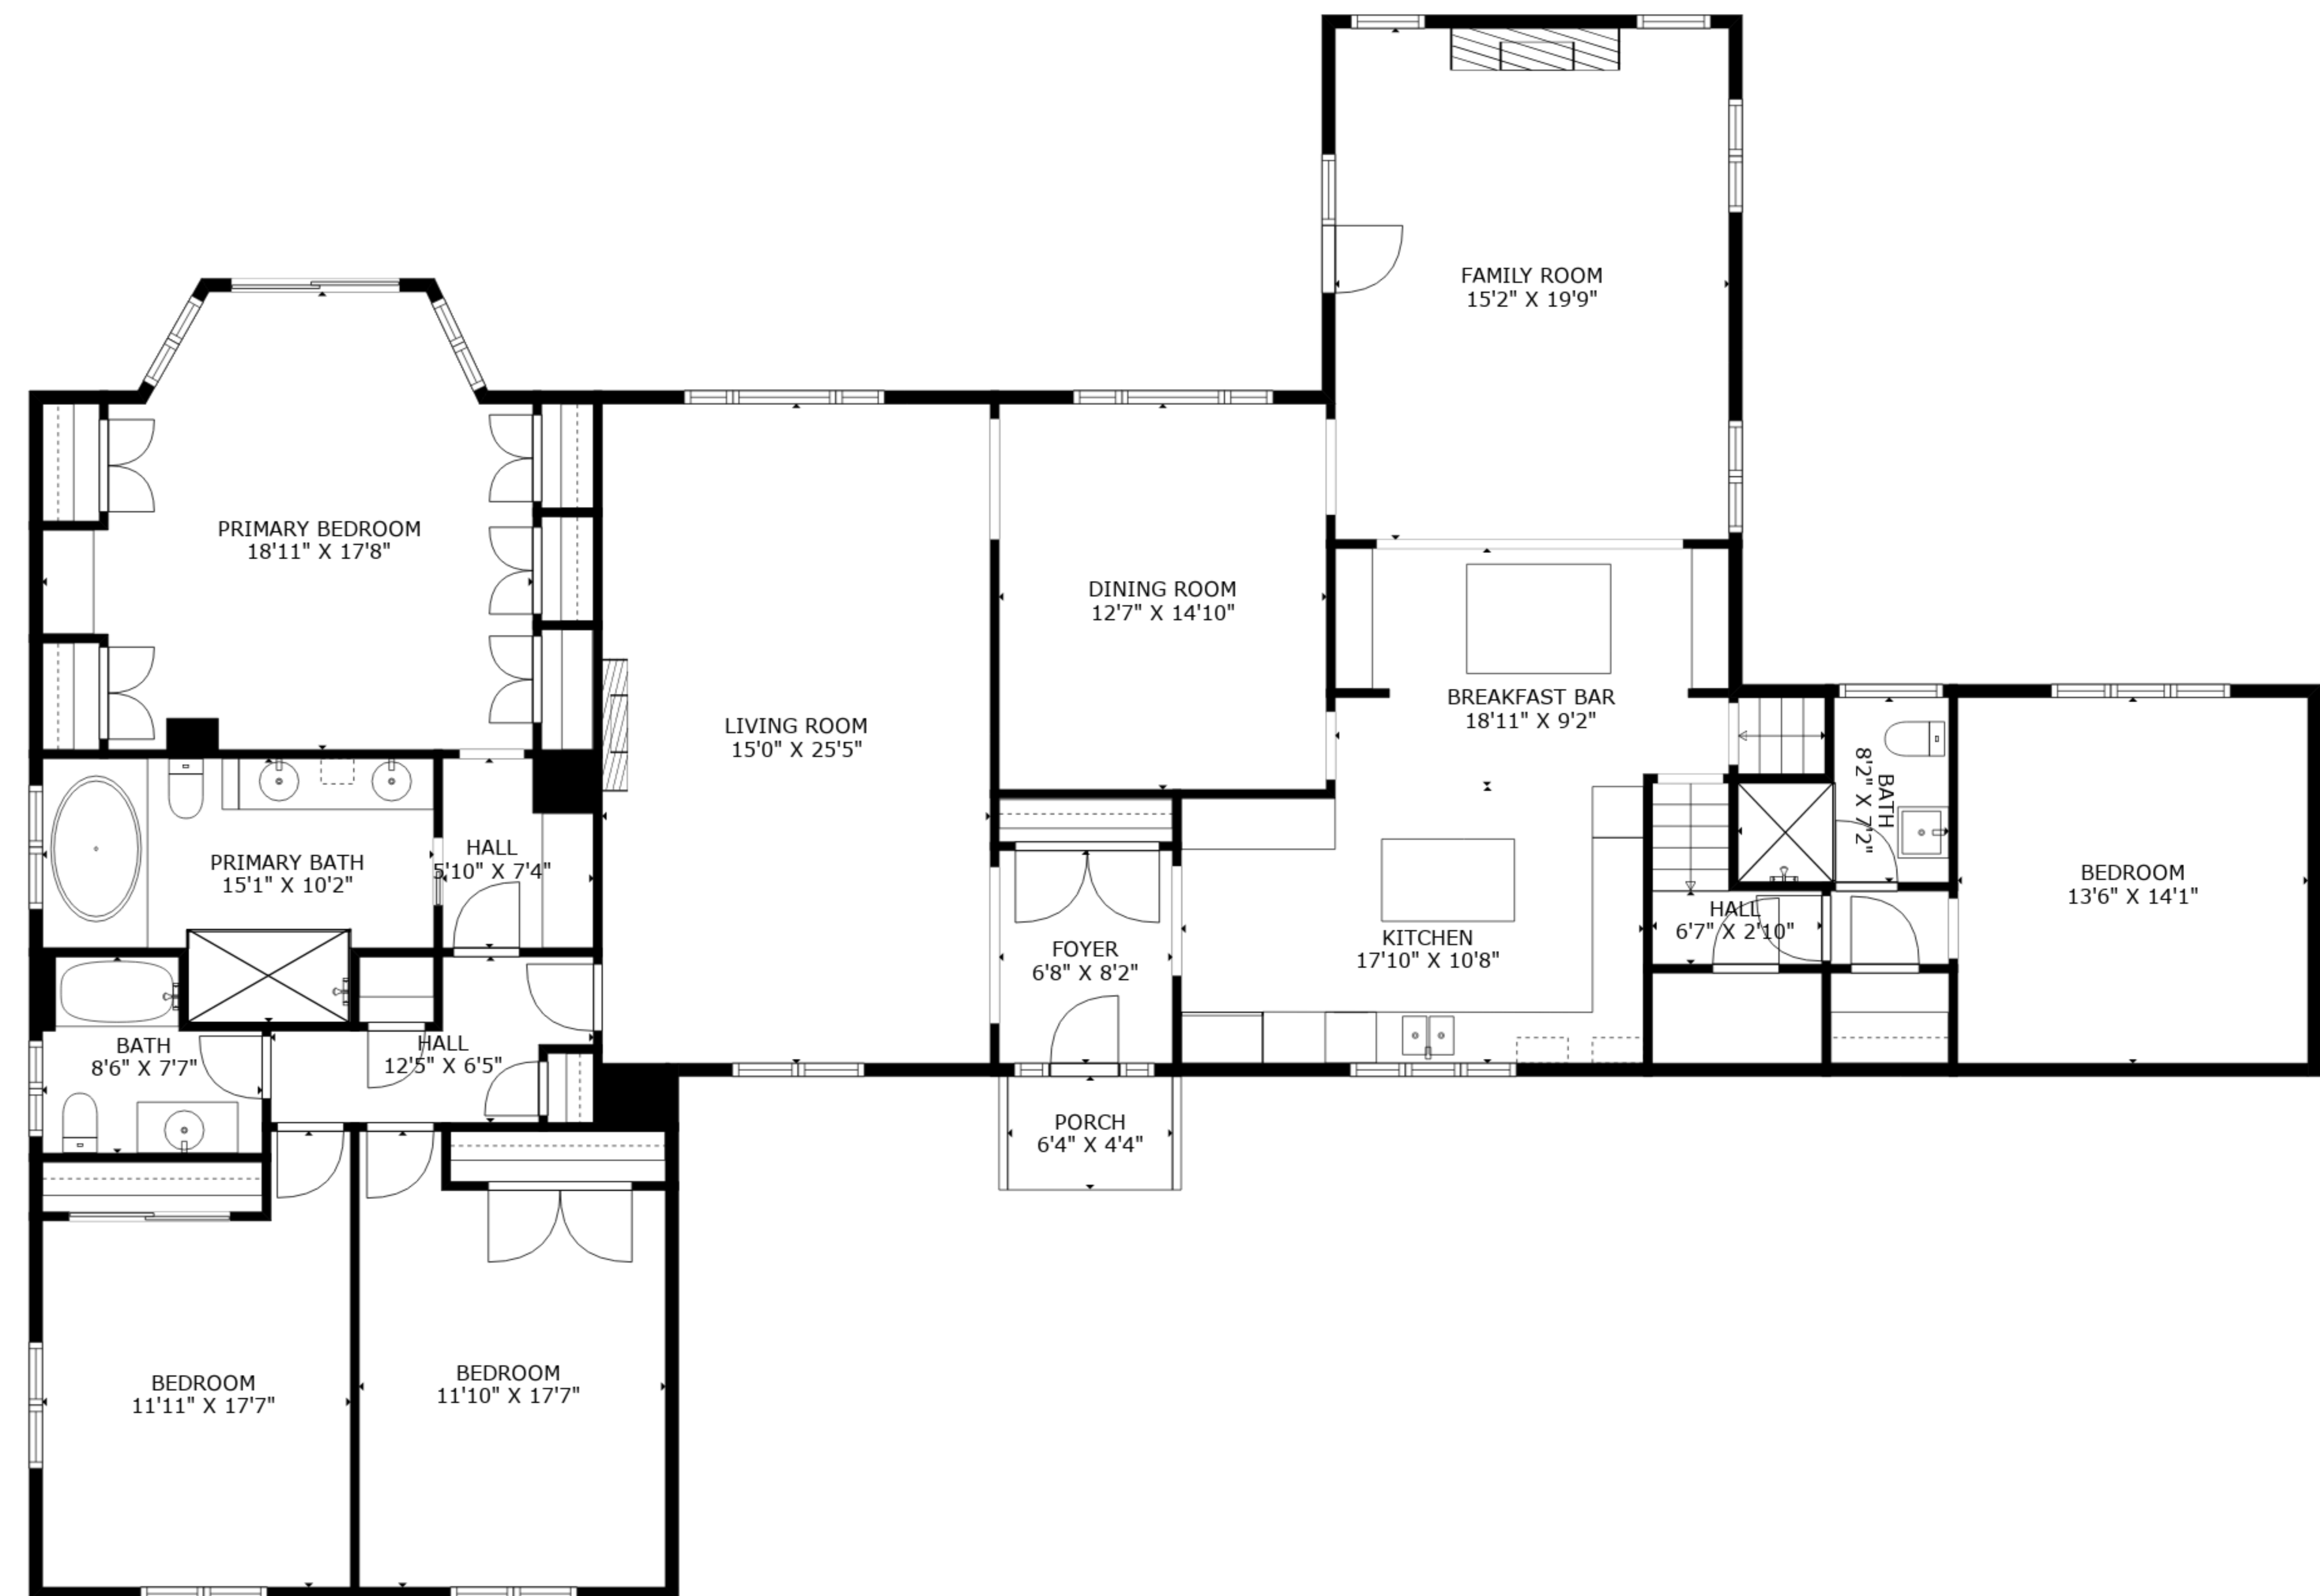 FAMILY ROOM
15'2" X 19'9"
PRIMARY BEDROOM
18'11" X 17'8"
DINING ROOM
12'7" X 14'10"
BREAKFAST BAR
18'11" X 9'2"
LIVING ROOM
15'0" X 25'5"
BATH
8'2" X 7'2"
HALL
5'10" X 7'4"
PRIMARY BATH
15'1" X 10'2"
BEDROOM
13'6" X 14'1"
HALL
6'7" X 2'10"
KITCHEN
17'10" X 10'8"
FOYER
6'8" X 8'2"
BATH
8'6" X 7'7"
HALL
12'5" X 6'5"
PORCH
6'4" X 4'4"
BEDROOM
11'11" X 17'7"
BEDROOM
11'10" X 17'7"